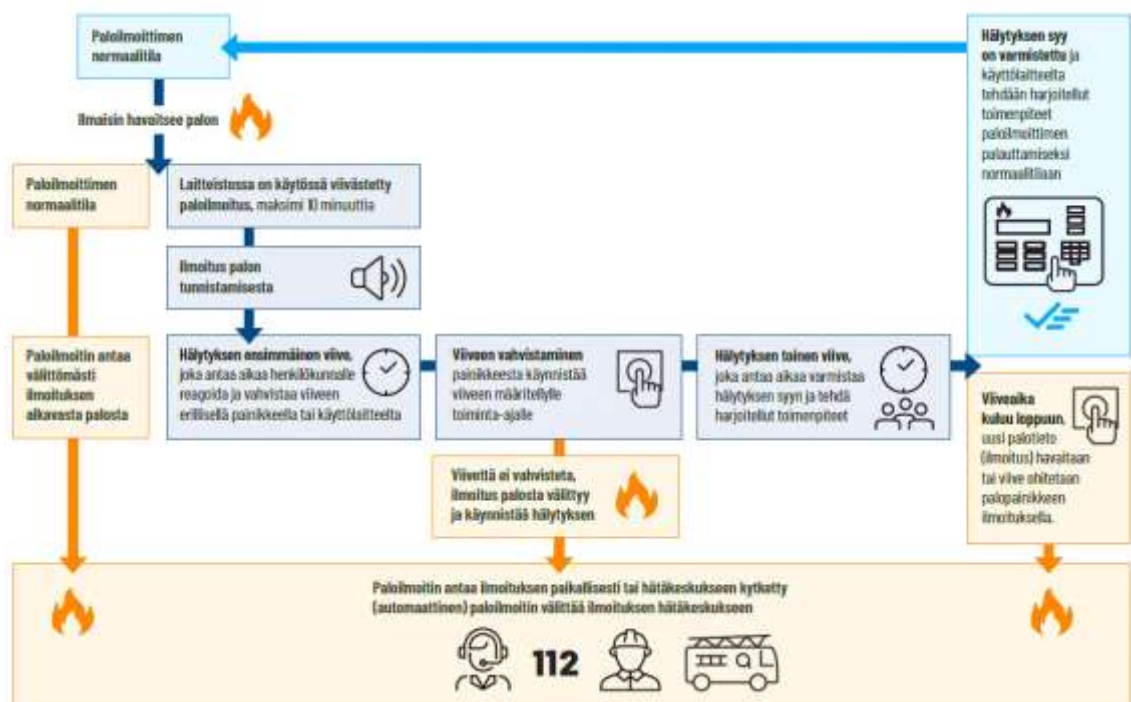 Paloilmoittimen
normaalitila
Ilmaisin havaitsee palon
Paloilmoittimen
normaalitila
Laitteistossa on käytössä viivästetty
paloilmoitus, maksimi 10 minuuttia
Ilmoitus palon
tunnistamisesta
Paloilmoitin antaa
välittömästi
ilmoituksen
alkavasta palosta
Hälytyksen ensimmäinen viive,
joka antaa aikaa henkilökunnalle
reagoida ja vahvistaa viiveen
erillisellä painikkeella tai käyttölaitteelta
Viiveen vahvistaminen
painikkeesta käynnistää
viiveen määritellylle
toiminta-ajalle
Hälytyksen toinen viive,
joka antaa aikaa varmistaa
hälytyksen syyn ja tehdä
harjoitellut toimenpiteet
Hälytyksen syy
on varmistettu ja
käyttölaitteelta
tehdään harjoitellut
toimenpiteet
paloilmoittimen
palauttamiseksi
normaalitilaan
Viivettä ei vahvisteta,
ilmoitus palosta välittyy
ja käynnistää hälytyksen
Viiveaika
kuluu loppuun,
uusi palotieto
(ilmoitus) havaitaan
tai viive ohitetaan
palopainikkeen
ilmoituksella.
Paloilmoitin antaa ilmoituksen paikallisesti tai hätäkeskukseen kytketty
(automaattinen) paloilmoitin välittää ilmoituksen hätäkeskukseen
112